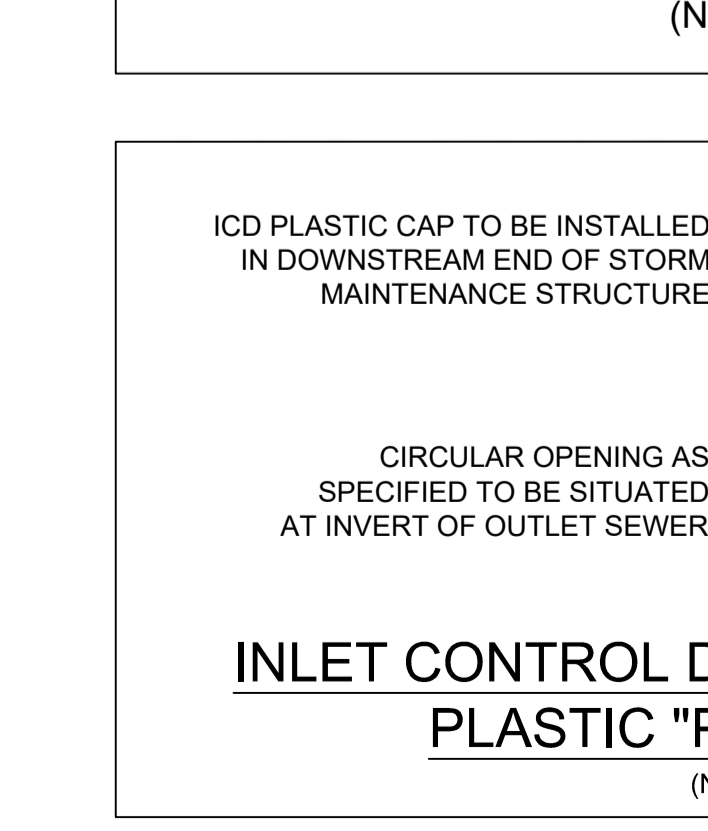 (N
ICD PLASTIC CAP TO BE INSTALLED
IN DOWNSTREAM END OF STORM
MAINTENANCE STRUCTURE
CIRCULAR OPENING AS
SPECIFIED TO BE SITUATED
AT INVERT OF OUTLET SEWER
INLET CONTROL D
PLASTIC "P
(N